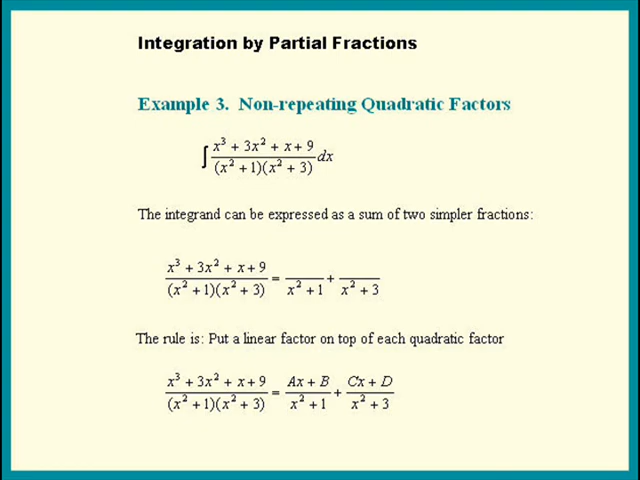 Integration by Partial Fractions
Example 3. Non-repeating Quadratic Factors
∫ (x³ + 3x² + x + 9) / ((x² + 1)(x² + 3)) dx
The integrand can be expressed as a sum of two simpler fractions:
(x³ + 3x² + x + 9) / ((x² + 1)(x² + 3)) = — / (x² + 1) + — / (x² + 3)
The rule is: Put a linear factor on top of each quadratic factor
(x³ + 3x² + x + 9) / ((x² + 1)(x² + 3)) = (Ax + B) / (x² + 1) + (Cx + D) / (x² + 3)